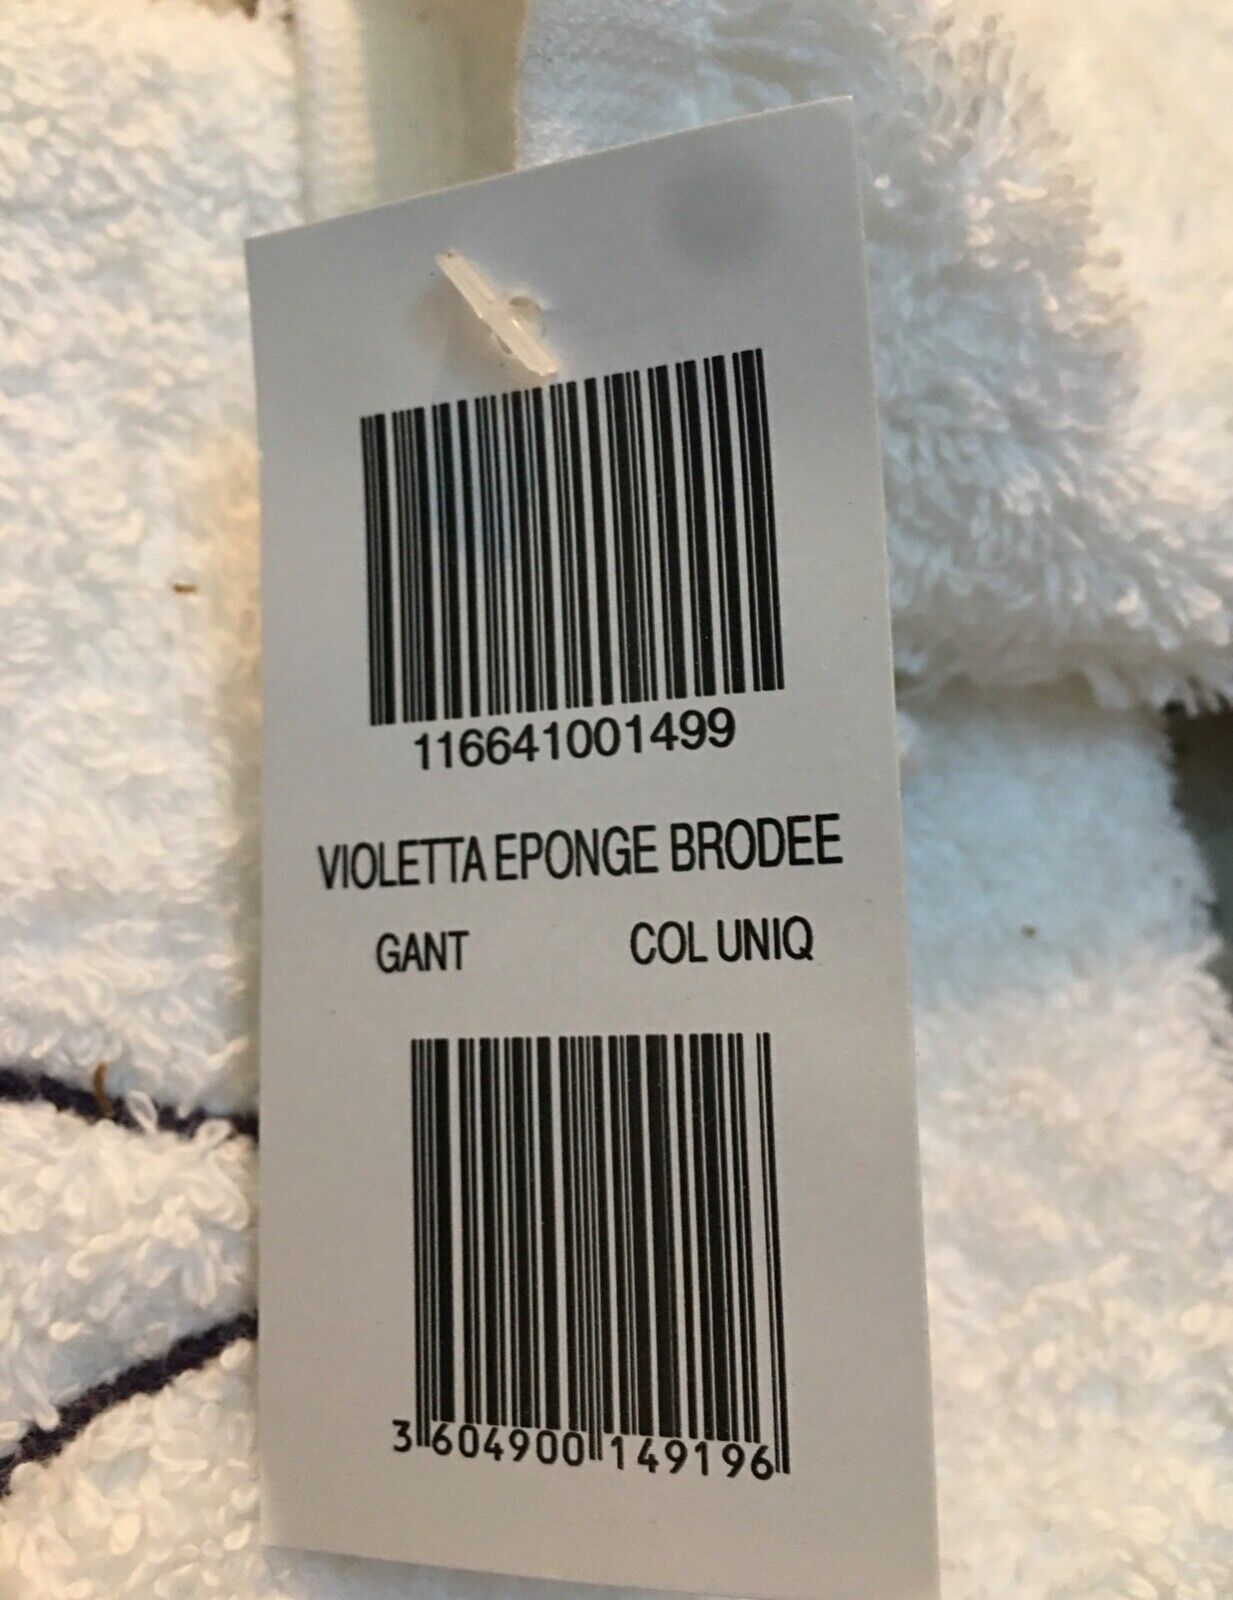 116641001499
VIOLETTA EPONGE BRODEE
GANT COL UNIQ
3 604900 149196